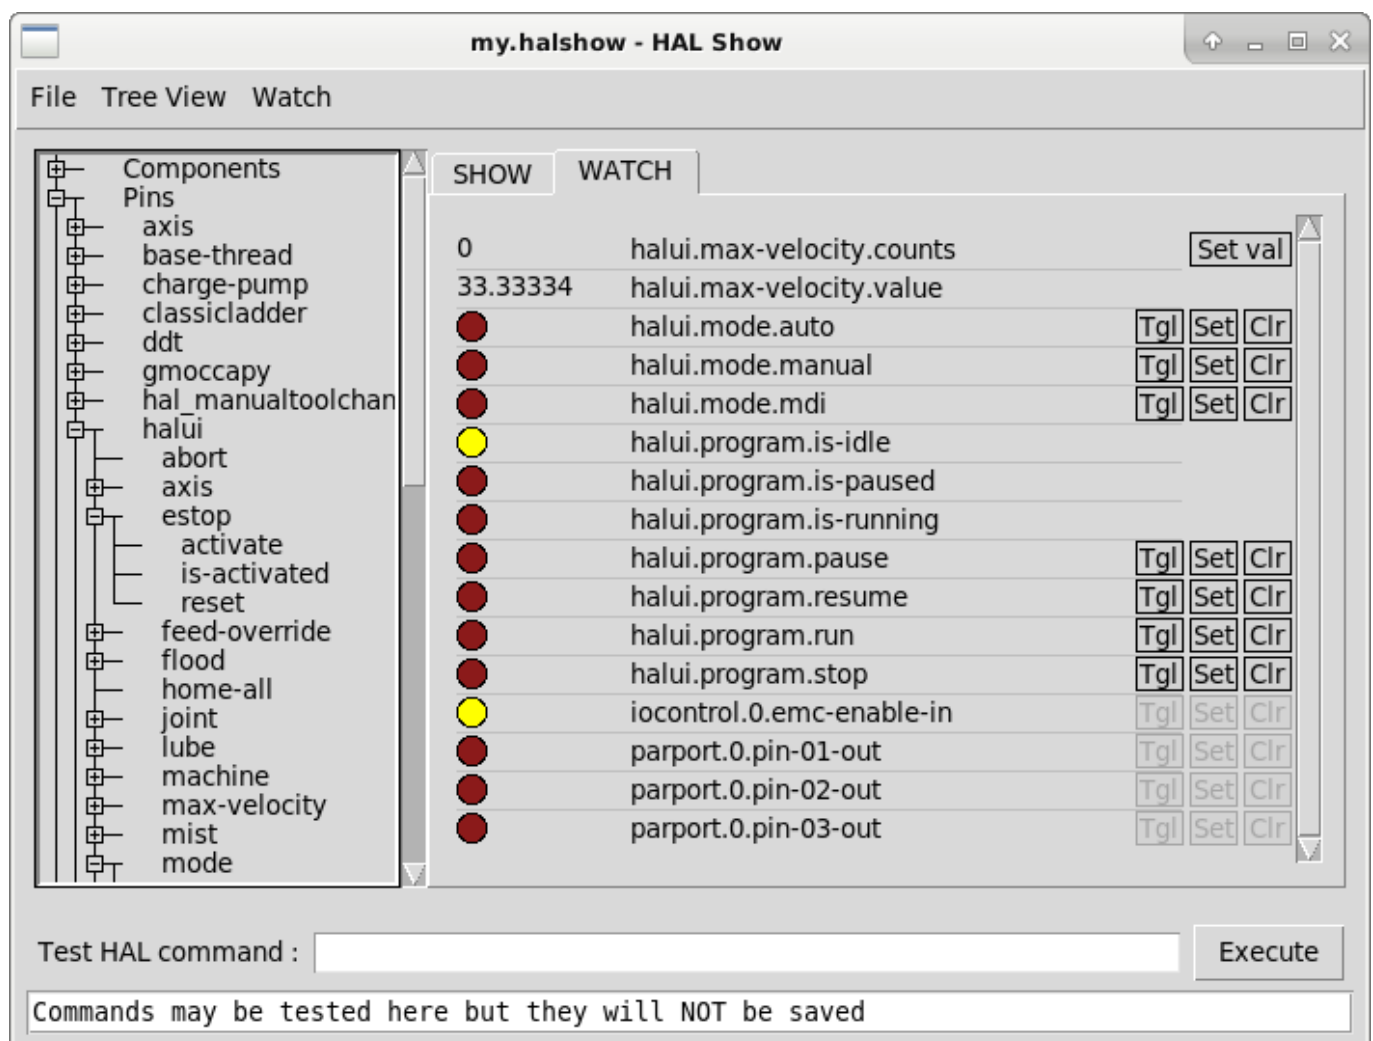 my.halshow - HAL Show
File Tree View Watch
Components
Pins
axis
base-thread
charge-pump
classicladder
ddt
gmoccapy
hal_manualtoolchan
halui
abort
axis
estop
activate
is-activated
reset
feed-override
flood
home-all
joint
lube
machine
max-velocity
mist
mode
SHOW WATCH
0 halui.max-velocity.counts Set val
33.33334 halui.max-velocity.value
halui.mode.auto Tgl Set Clr
halui.mode.manual Tgl Set Clr
halui.mode.mdi Tgl Set Clr
halui.program.is-idle
halui.program.is-paused
halui.program.is-running
halui.program.pause Tgl Set Clr
halui.program.resume Tgl Set Clr
halui.program.run Tgl Set Clr
halui.program.stop Tgl Set Clr
iocontrol.0.emc-enable-in Tgl Set Clr
parport.0.pin-01-out Tgl Set Clr
parport.0.pin-02-out Tgl Set Clr
parport.0.pin-03-out Tgl Set Clr
Test HAL command : Execute
Commands may be tested here but they will NOT be saved